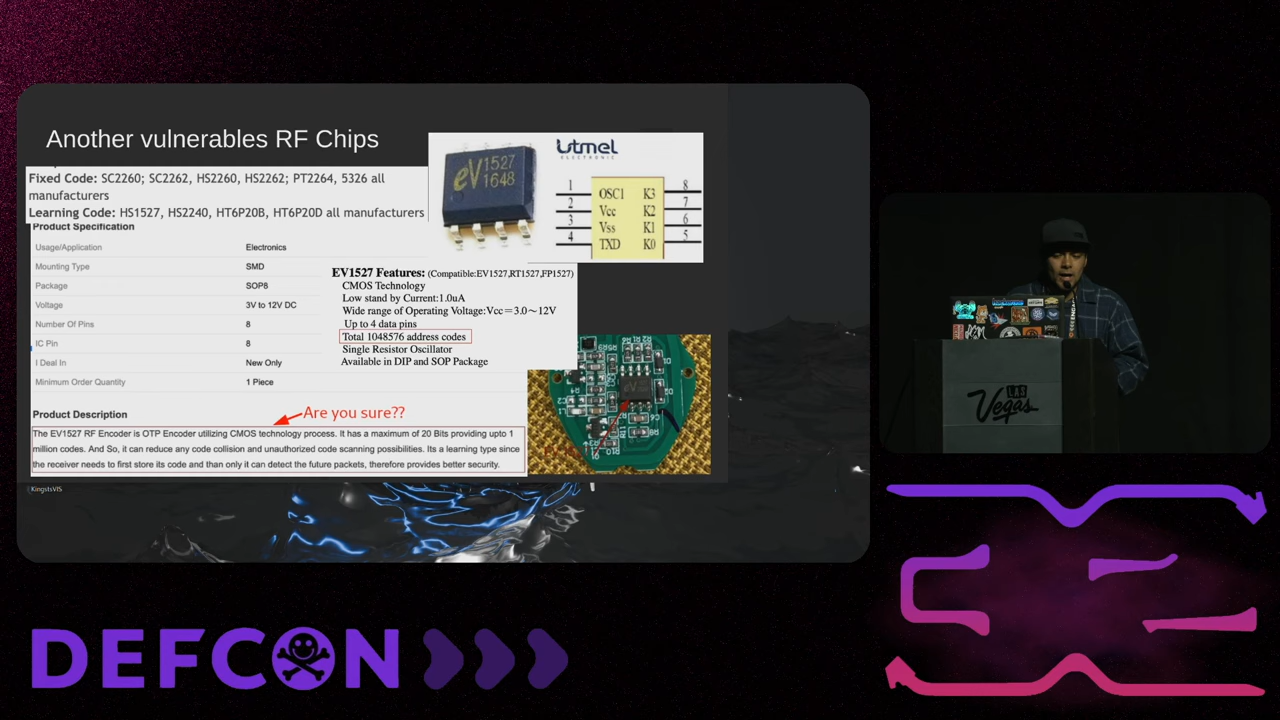 Another vulnerables RF Chips
Fixed Code: SC2260; SC2262, HS2260, HS2262; PT2264, 5326 all
manufacturers
Learning Code: HS1527, HS2240, HT6P20B, HT6P20D all manufacturers
Product Specification
Usage/Application Electronics
Mounting Type SMD
Package SOP8
Voltage 3V to 12V DC
Number Of Pins 8
IC Pin 8
I Deal In New Only
Minimum Order Quantity 1 Piece
Product Description
The EV1527 RF Encoder is OTP Encoder utilizing CMOS technology process. It has a maximum of 20 Bits providing upto 1
million codes. And So, it can reduce any code collision and unauthorized code scanning possibilities. Its a learning type since
the receiver needs to first store its code and than only it can detect the future packets, therefore provides better security.
Are you sure??
EV1527 Features: (Compatible:EV1527,RT1527,FP1527)
CMOS Technology
Low stand by Current:1.0uA
Wide range of Operating Voltage:Vcc=3.0~12V
Up to 4 data pins
Total 1048576 address codes
Single Resistor Oscillator
Available in DIP and SOP Package
eV1527
1648
Utmel
ELECTRONIC
1 OSC1 K3 8
2 Vcc K2 7
3 Vss K1 6
4 TXD K0 5
KingstsVIS
LAS
Vegas
DEFCON